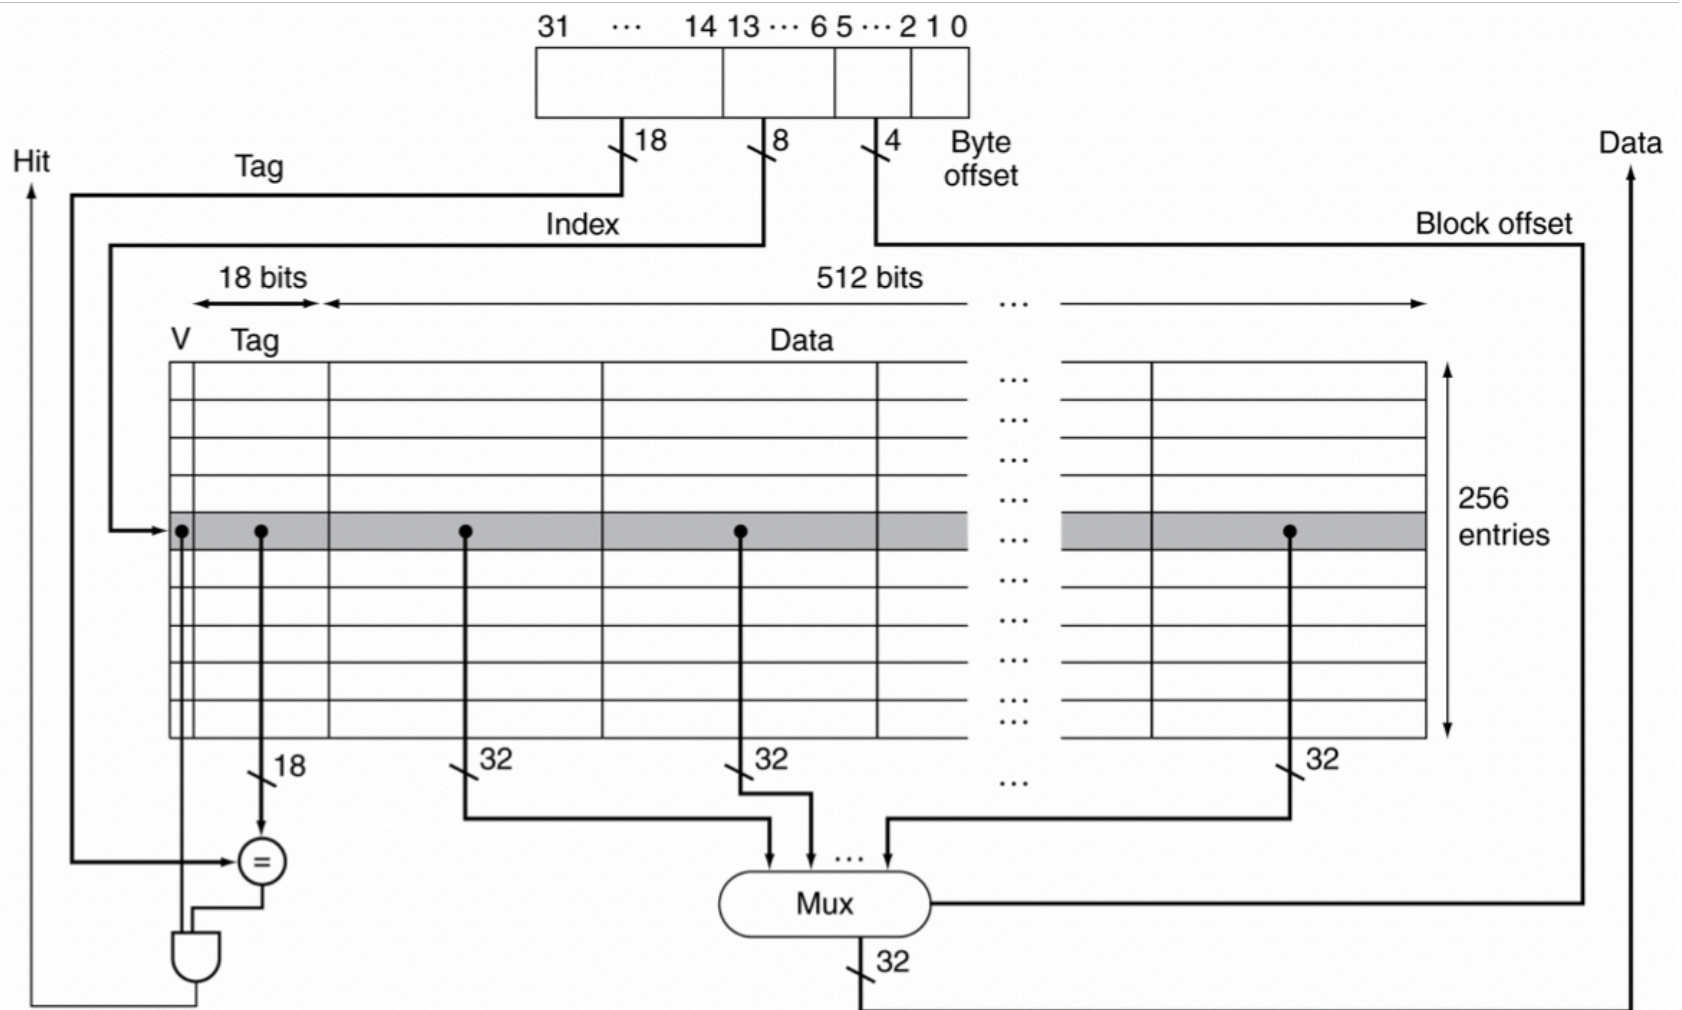 31 ··· 14 13 ··· 6 5 ··· 2 1 0
18
8
4
Byte
offset
Hit
Tag
Data
Index
Block offset
18 bits
512 bits
···
V
Tag
Data
···
···
···
···
···
···
···
···
···
···
256
entries
18
32
32
···
32
=
···
Mux
32